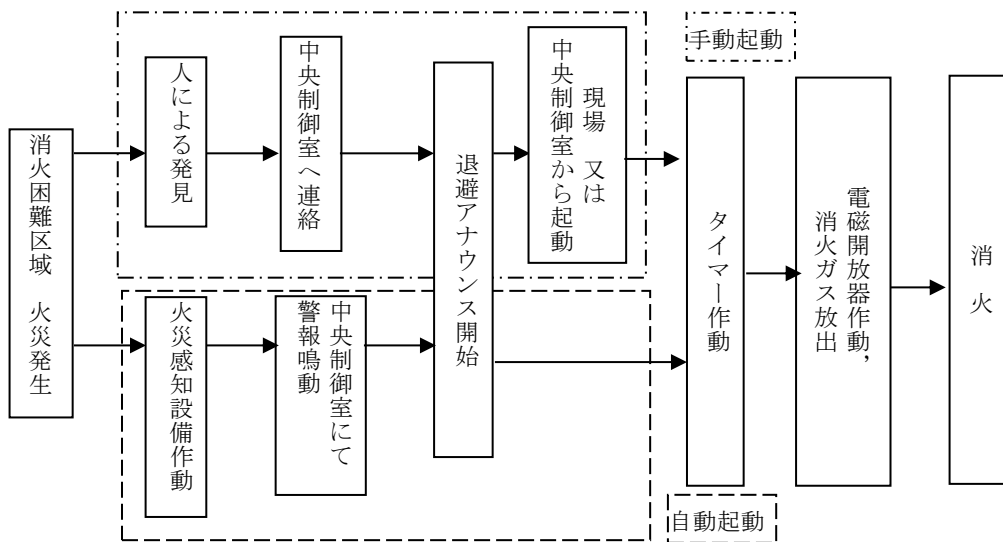 消火困難区域 火災発生
人による発見
中央制御室へ連絡
退避アナウンス開始
現場 又は
中央制御室から起動
手動起動
火災感知設備作動
中央制御室にて
警報鳴動
自動起動
タイマー作動
電磁開放器作動，
消火ガス放出
消火